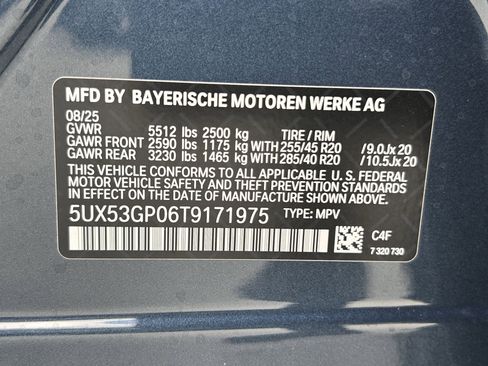 MFD BY BAYERISCHE MOTOREN WERKE AG
08/25
GVWR 5512 lbs 2500 kg TIRE / RIM
GAWR FRONT 2590 lbs 1175 kg WITH 255/45 R20 /9.0Jx20
GAWR REAR 3230 lbs 1465 kg WITH 285/40 R20 /10.5Jx20
THIS VEHICLE CONFORMS TO ALL APPLICABLE U.S. FEDERAL
MOTOR VEHICLE SAFETY STANDARDS IN EFFECT
ON THE DATE OF MANUFACTURE SHOWN ABOVE.
5UX53GP06T9171975 TYPE: MPV
C4F
7 320 730